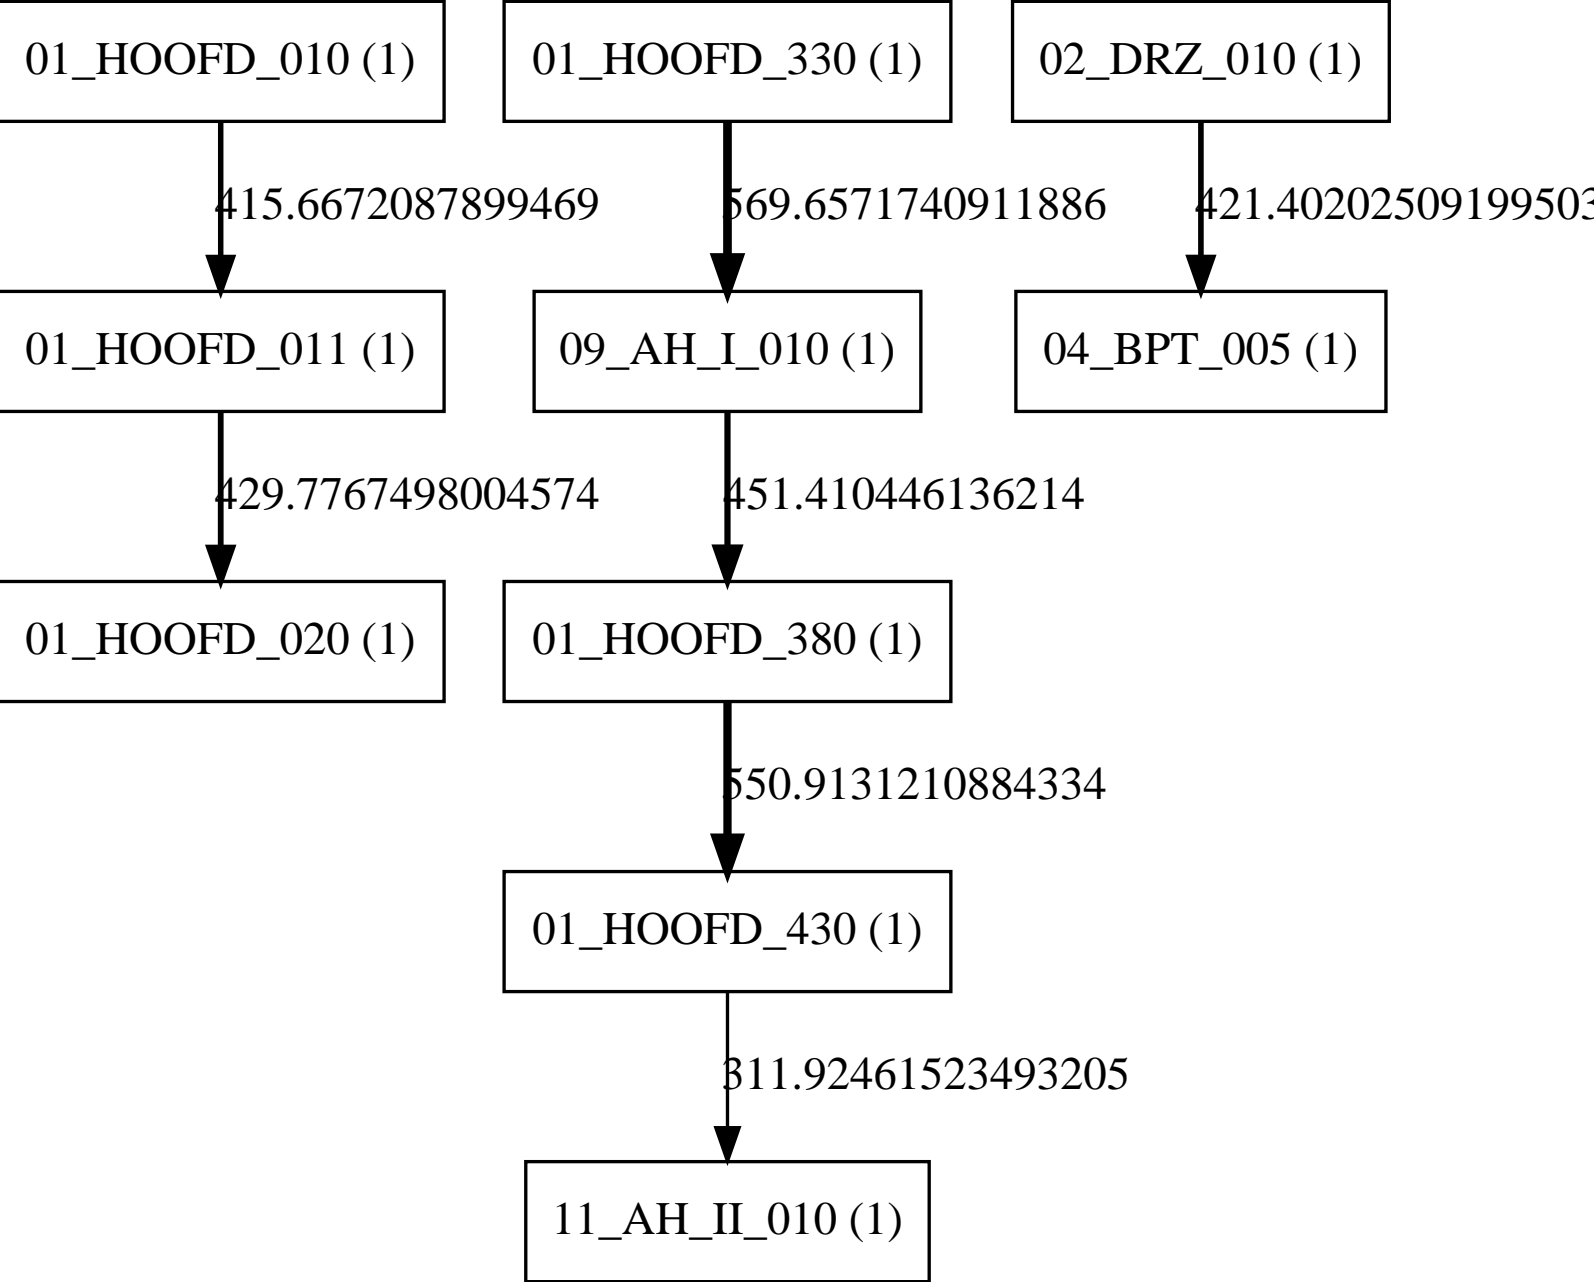 01_HOOFD_010 (1)
01_HOOFD_330 (1)
02_DRZ_010 (1)
415.6672087899469
569.6571740911886
421.40202509199503
01_HOOFD_011 (1)
09_AH_I_010 (1)
04_BPT_005 (1)
429.7767498004574
451.410446136214
01_HOOFD_020 (1)
01_HOOFD_380 (1)
550.9131210884334
01_HOOFD_430 (1)
311.92461523493205
11_AH_II_010 (1)